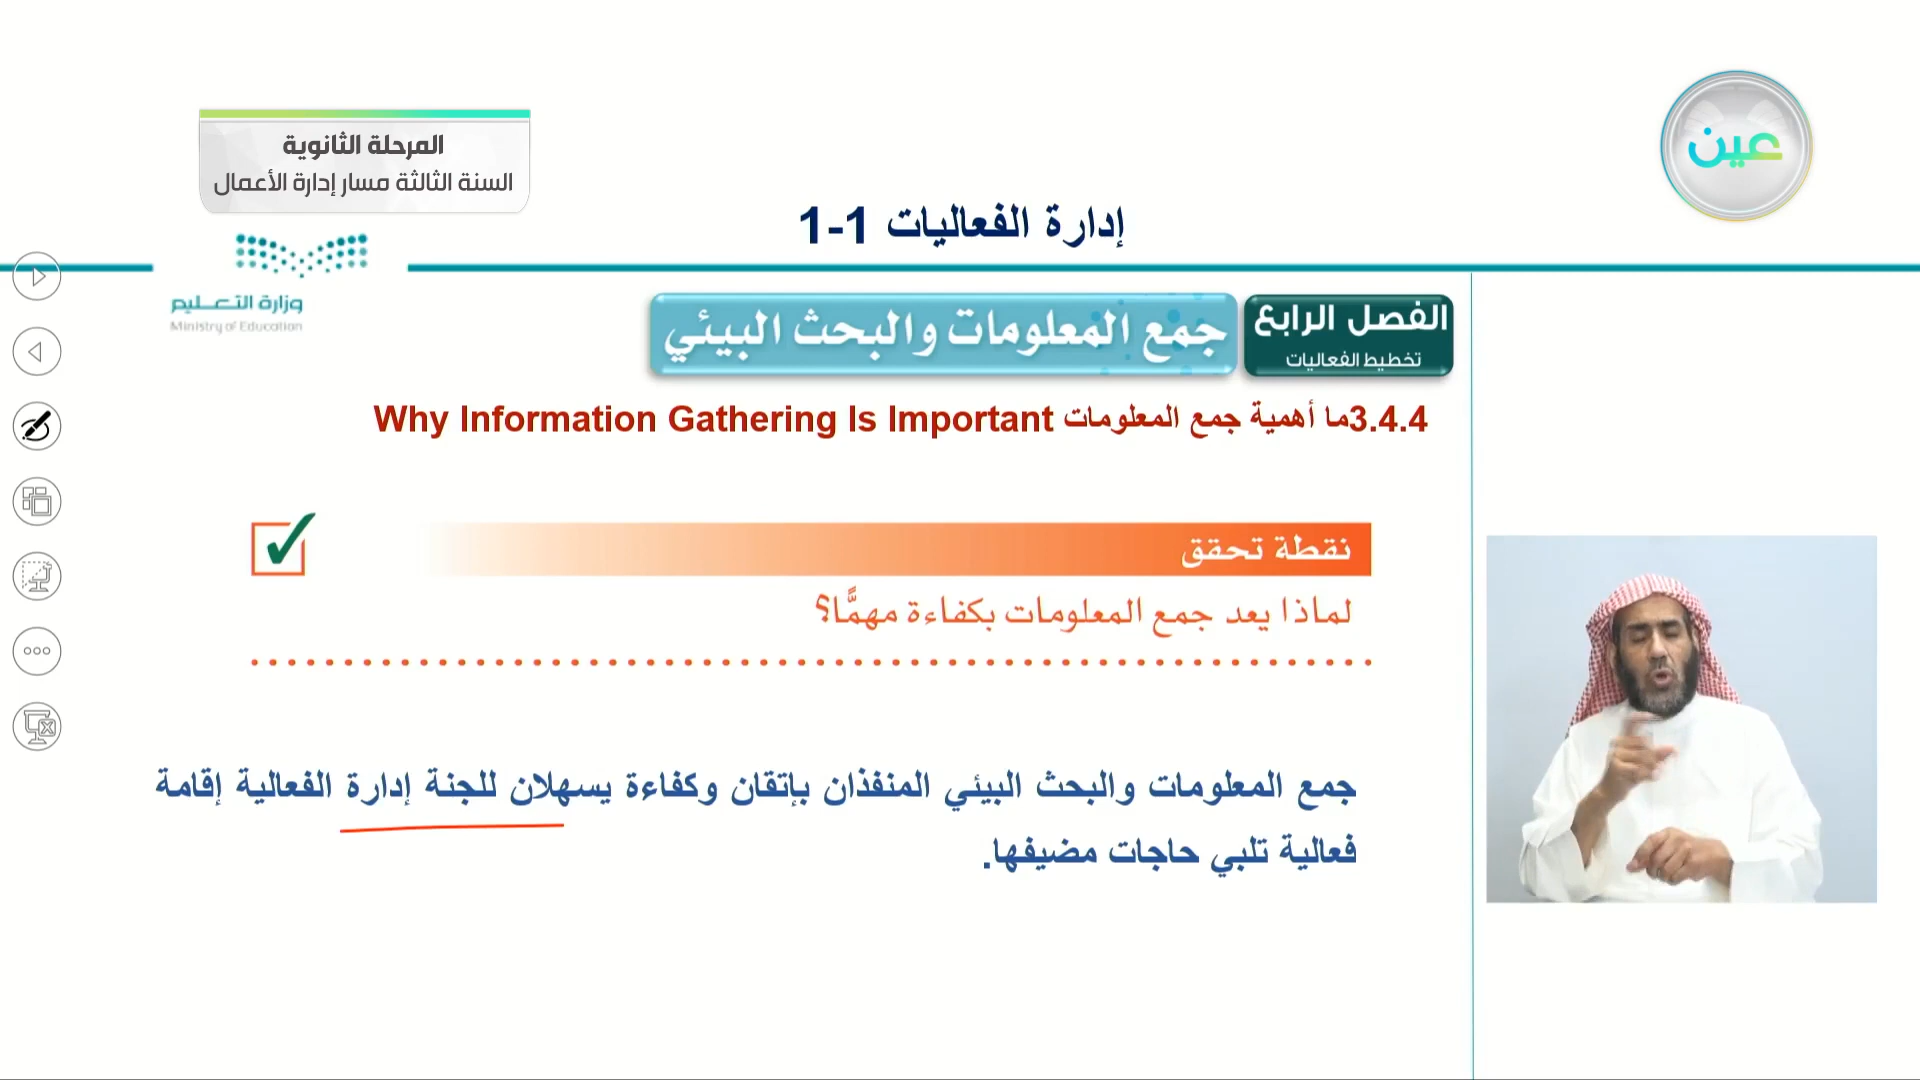 المرحلة الثانوية
السنة الثالثة مسار إدارة الأعمال
عين
إدارة الفعاليات 1-1
وزارة التعليم
Ministry of Education
الفصل الرابع
تخطيط الفعاليات
جمع المعلومات والبحث البيئي
3.4.4ما أهمية جمع المعلومات Why Information Gathering Is Important
نقطة تحقق
لماذا يعد جمع المعلومات بكفاءة مهمًّا؟
جمع المعلومات والبحث البيئي المنفذان بإتقان وكفاءة يسهلان للجنة إدارة الفعالية إقامة
فعالية تلبي حاجات مضيفها.